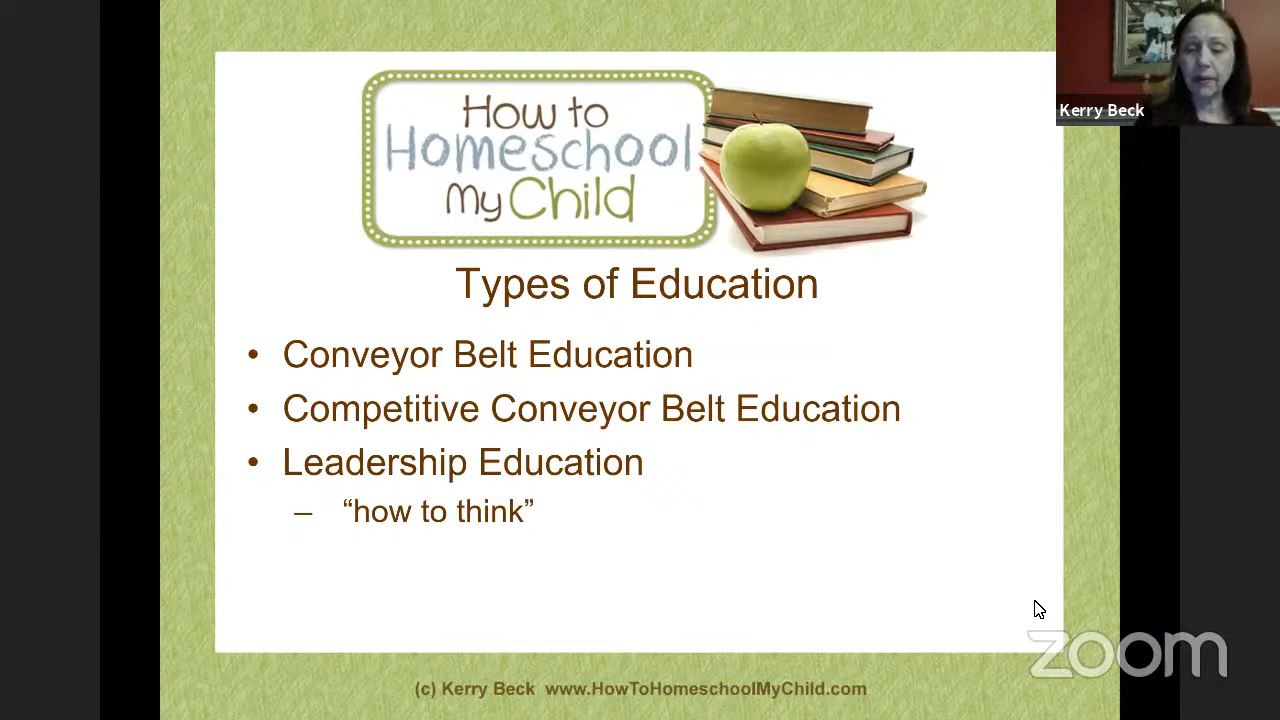 How to
Homeschool
My Child
Kerry Beck
Types of Education
• Conveyor Belt Education
• Competitive Conveyor Belt Education
• Leadership Education
– “how to think”
zoom
(c) Kerry Beck www.HowToHomeschoolMyChild.com